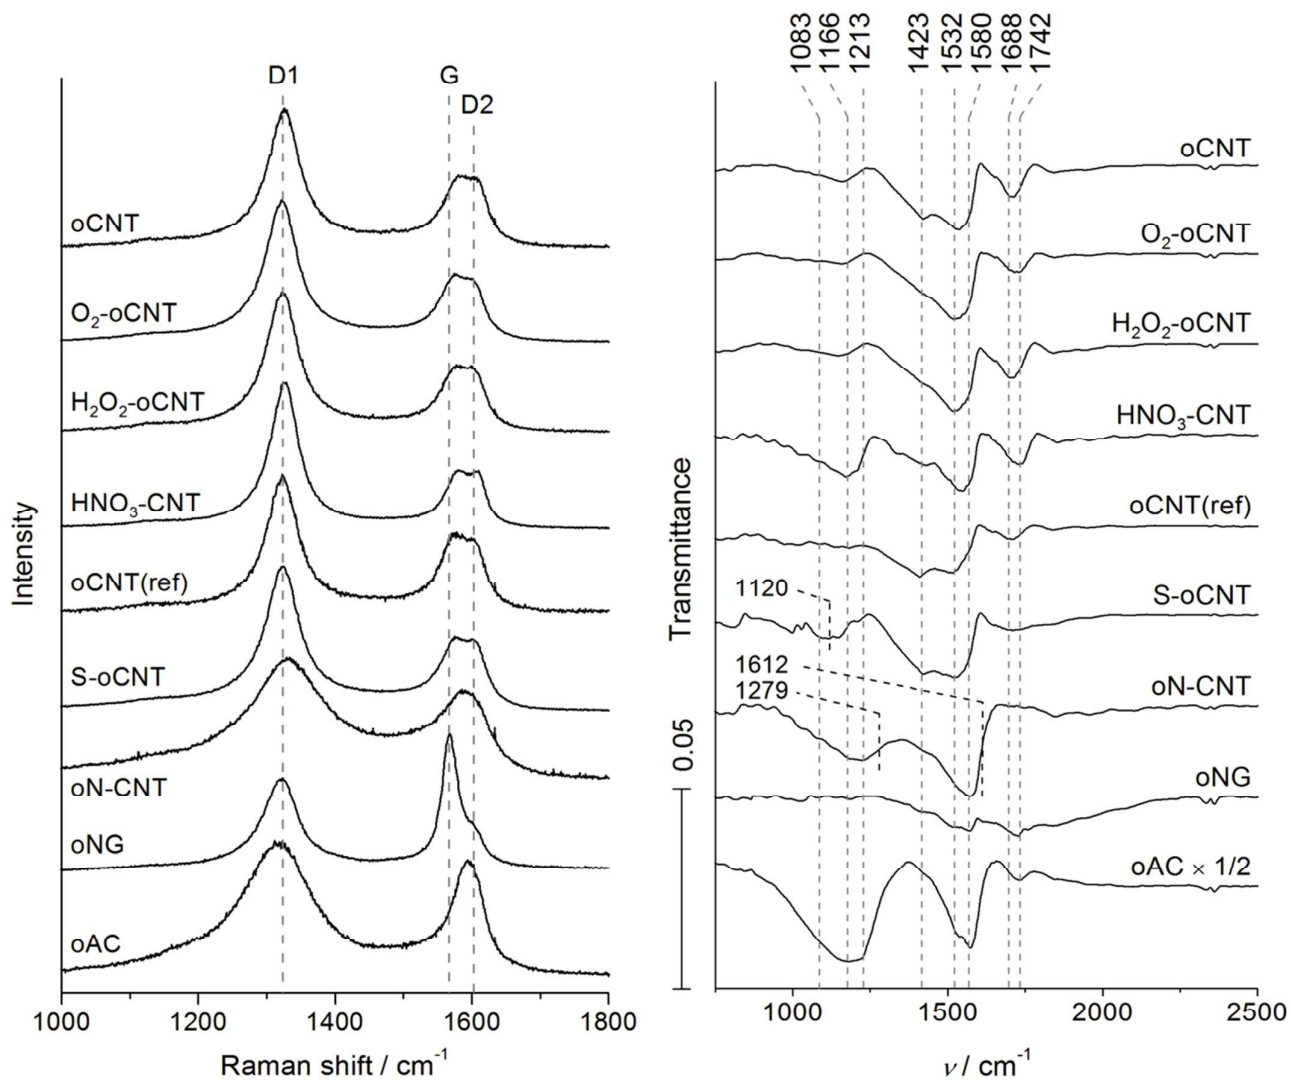 D1
G
D2
oCNT
O₂-oCNT
H₂O₂-oCNT
HNO₃-CNT
oCNT(ref)
S-oCNT
oN-CNT
oNG
oAC
Intensity
1000
1200
1400
1600
1800
Raman shift / cm⁻¹
1083
1166
1213
1423
1532
1580
1688
1742
oCNT
O₂-oCNT
H₂O₂-oCNT
HNO₃-CNT
oCNT(ref)
1120
S-oCNT
1612
1279
oN-CNT
oNG
oAC × 1/2
Transmittance
0.05
1000
1500
2000
2500
ν / cm⁻¹